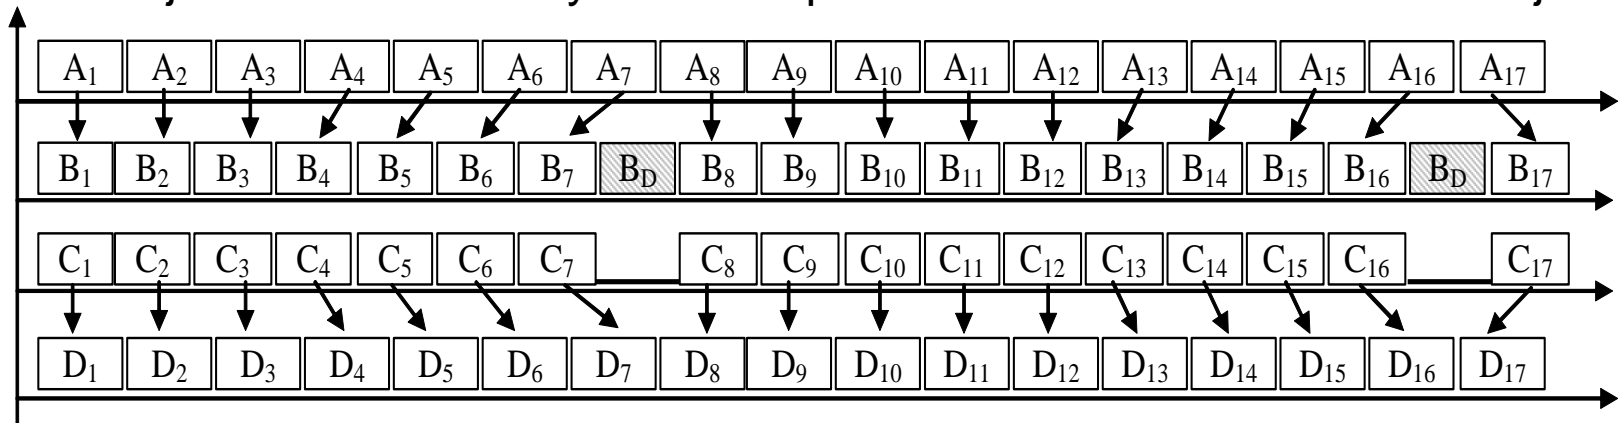 A1 A2 A3 A4 A5 A6 A7 A8 A9 A10 A11 A12 A13 A14 A15 A16 A17
B1 B2 B3 B4 B5 B6 B7 BD B8 B9 B10 B11 B12 B13 B14 B15 B16 BD B17
C1 C2 C3 C4 C5 C6 C7 C8 C9 C10 C11 C12 C13 C14 C15 C16 C17
D1 D2 D3 D4 D5 D6 D7 D8 D9 D10 D11 D12 D13 D14 D15 D16 D17